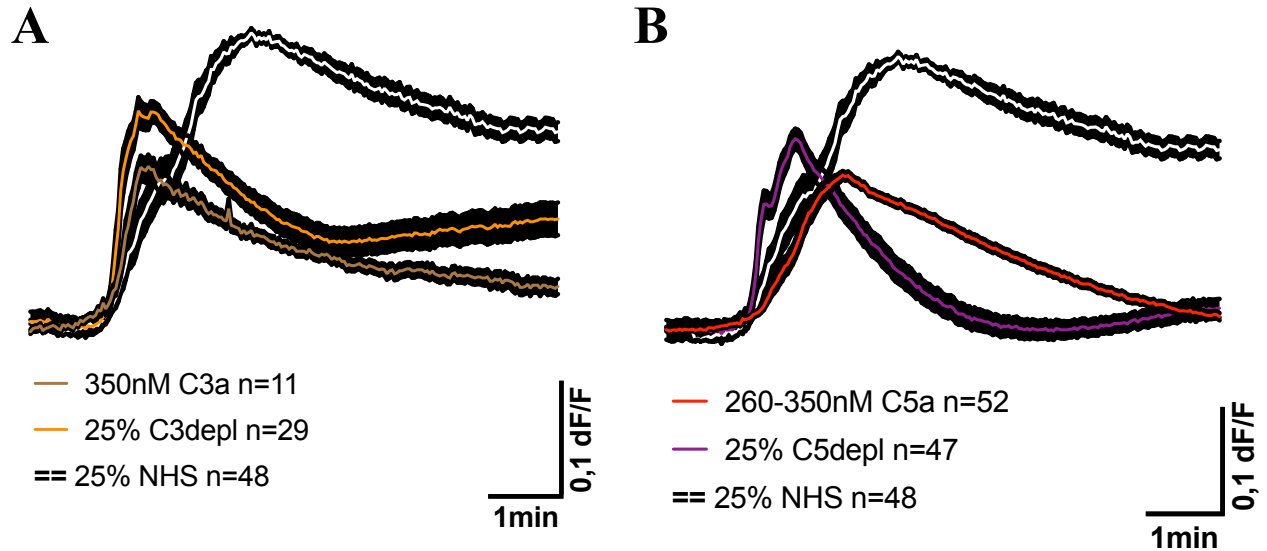 A
B
350nM C3a n=11
25% C3depl n=29
== 25% NHS n=48
0,1 dF/F
1min
260-350nM C5a n=52
25% C5depl n=47
== 25% NHS n=48
0,1 dF/F
1min